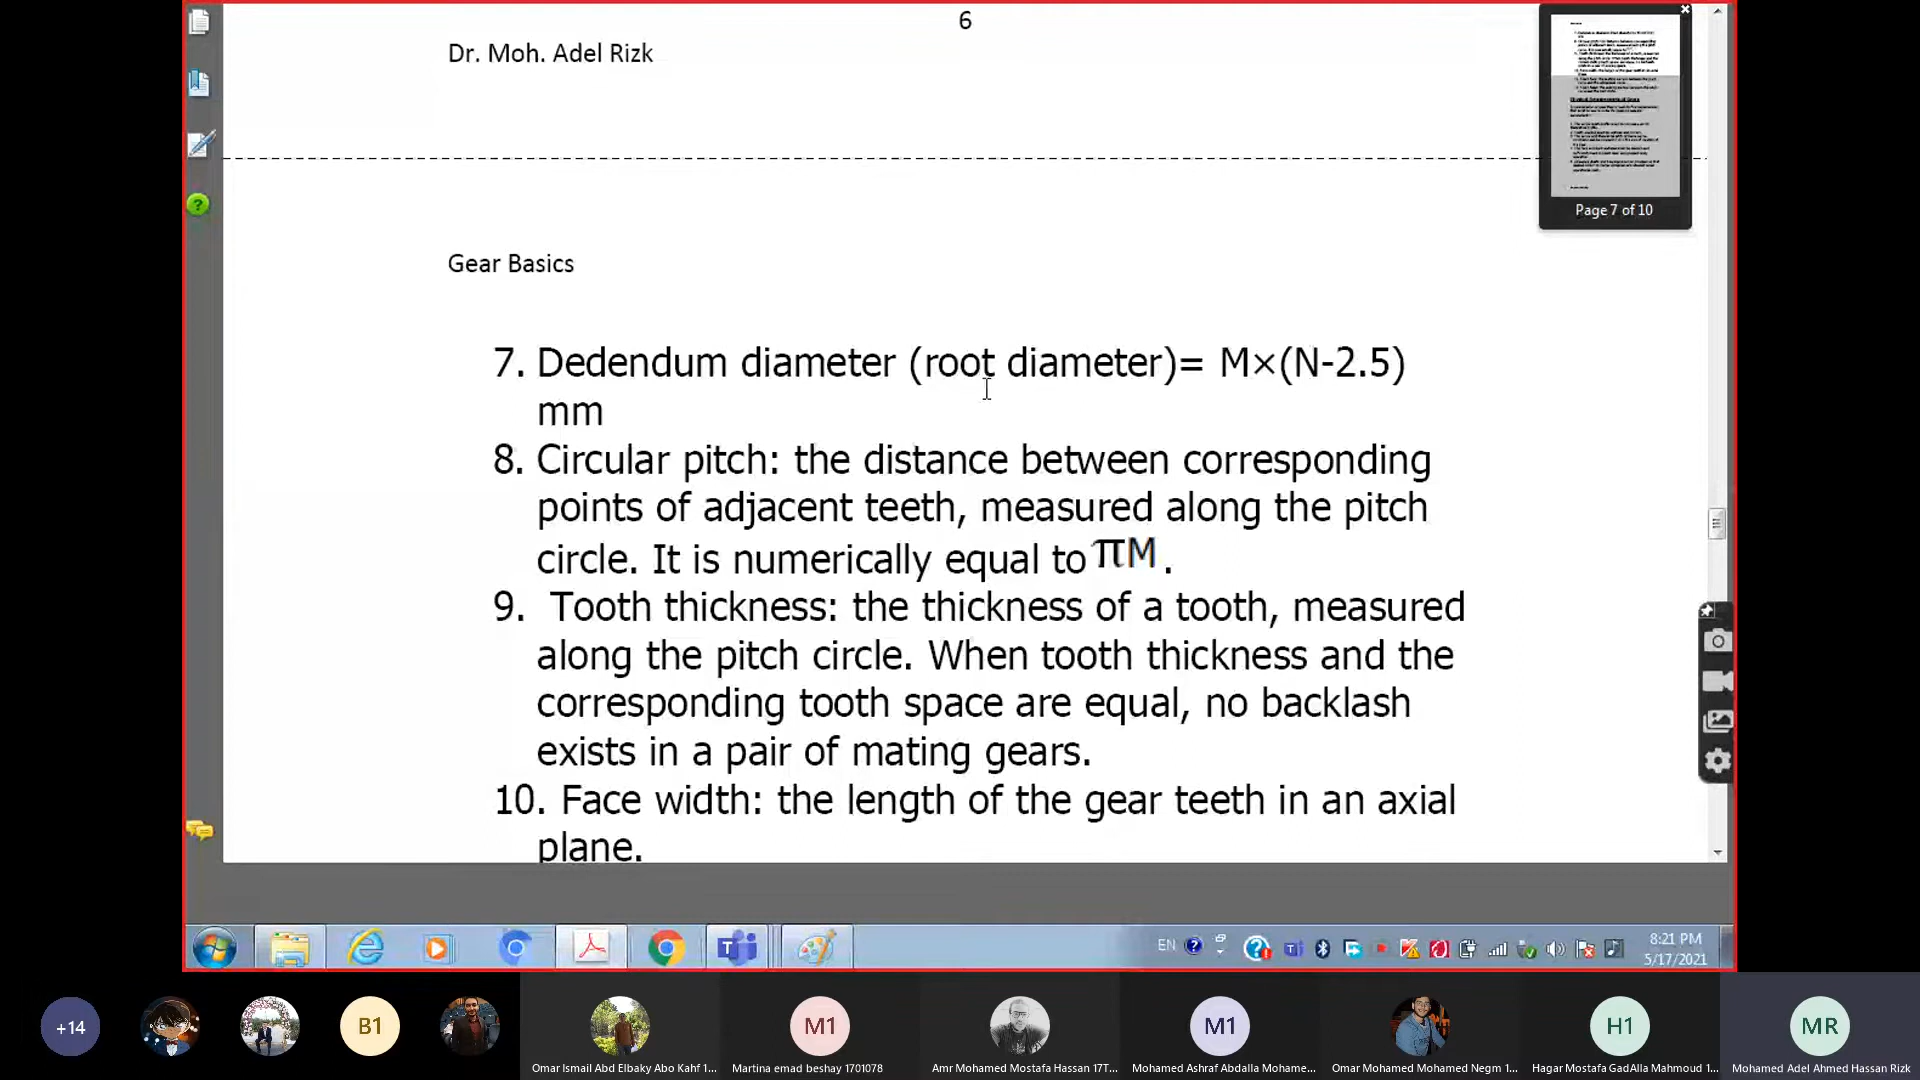 6
Dr. Moh. Adel Rizk
Page 7 of 10
Gear Basics
7. Dedendum diameter (root diameter)= M×(N-2.5)
mm
8. Circular pitch: the distance between corresponding
points of adjacent teeth, measured along the pitch
circle. It is numerically equal to πM.
9. Tooth thickness: the thickness of a tooth, measured
along the pitch circle. When tooth thickness and the
corresponding tooth space are equal, no backlash
exists in a pair of mating gears.
10. Face width: the length of the gear teeth in an axial
plane.
EN
8:21 PM
5/17/2021
+14
B1
M1
M1
H1
MR
Omar Ismail Abd Elbaky Abo Kahf 1...
Martina emad beshay 1701078
Amr Mohamed Mostafa Hassan 17T...
Mohamed Ashraf Abdalla Mohame...
Omar Mohamed Mohamed Negm 1...
Hagar Mostafa GadAlla Mahmoud 1...
Mohamed Adel Ahmed Hassan Rizk